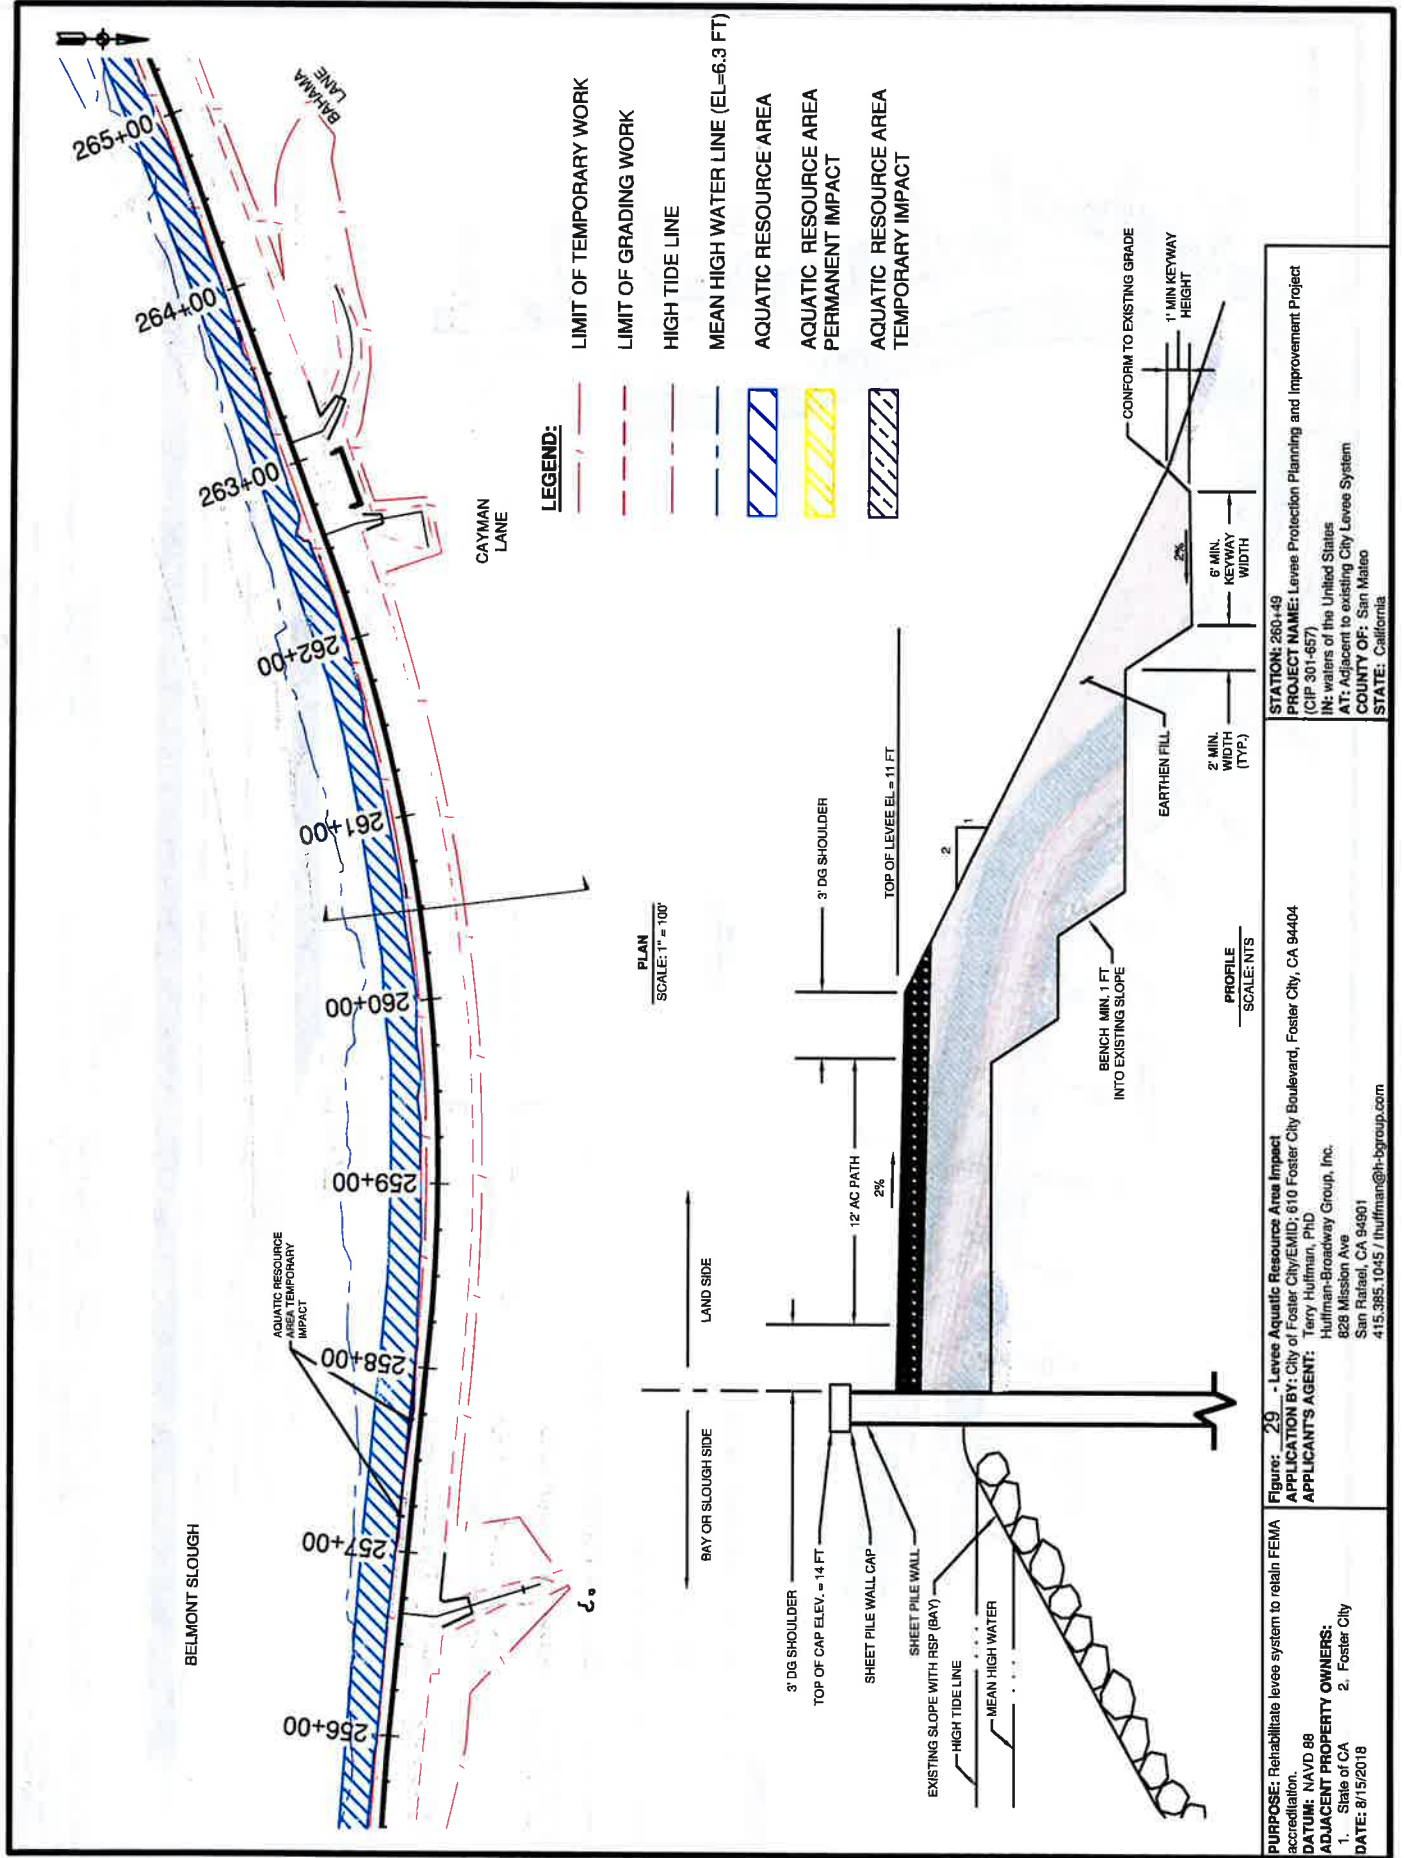 BELMONT SLOUGH
256+00
257+00
258+00
259+00
260+00
261+00
262+00
263+00
264+00
265+00
AQUATIC RESOURCE
AREA TEMPORARY
IMPACT
CAYMAN
LANE
BAHAMA
LANE
PLAN
SCALE: 1" = 100'
LEGEND:
LIMIT OF TEMPORARY WORK
LIMIT OF GRADING WORK
HIGH TIDE LINE
MEAN HIGH WATER LINE (EL=6.3 FT)
AQUATIC RESOURCE AREA
AQUATIC RESOURCE AREA
PERMANENT IMPACT
AQUATIC RESOURCE AREA
TEMPORARY IMPACT
BAY OR SLOUGH SIDE
LAND SIDE
3' DG SHOULDER
TOP OF CAP ELEV. = 14 FT
SHEET PILE WALL CAP
SHEET PILE WALL
EXISTING SLOPE WITH RSP (BAY)
HIGH TIDE LINE
MEAN HIGH WATER
12' AC PATH
2%
3' DG SHOULDER
TOP OF LEVEE EL = 11 FT
2
1
BENCH MIN. 1 FT
INTO EXISTING SLOPE
EARTHEN FILL
2' MIN.
WIDTH
(TYP.)
6' MIN.
KEYWAY
WIDTH
2%
CONFORM TO EXISTING GRADE
1' MIN KEYWAY
HEIGHT
PROFILE
SCALE: NTS
PURPOSE: Rehabilitate levee system to retain FEMA
accreditation.
DATUM: NAVD 88
ADJACENT PROPERTY OWNERS:
1. State of CA 2. Foster City
DATE: 8/15/2018
Figure: 29 - Levee Aquatic Resource Area Impact
APPLICATION BY: City of Foster City/EMID; 610 Foster City Boulevard, Foster City, CA 94404
APPLICANT'S AGENT: Terry Huffman, PhD
Huffman-Broadway Group, Inc.
828 Mission Ave
San Rafael, CA 94901
415.385.1045 / thuffman@h-bgroup.com
STATION: 260+49
PROJECT NAME: Levee Protection Planning and Improvement Project
(CIP 301-657)
IN: waters of the United States
AT: Adjacent to existing City Levee System
COUNTY OF: San Mateo
STATE: California